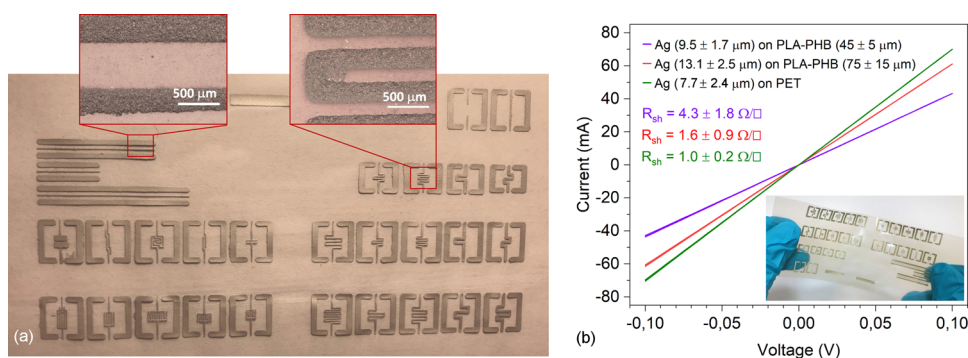 500 µm
500 µm
(a)
(b)
Ag (9.5 ± 1.7 µm) on PLA-PHB (45 ± 5 µm)
Ag (13.1 ± 2.5 µm) on PLA-PHB (75 ± 15 µm)
Ag (7.7 ± 2.4 µm) on PET
Rsh = 4.3 ± 1.8 Ω/□
Rsh = 1.6 ± 0.9 Ω/□
Rsh = 1.0 ± 0.2 Ω/□
Current (mA)
80
60
40
20
0
-20
-40
-60
-80
-0,10
-0,05
0,00
0,05
0,10
Voltage (V)